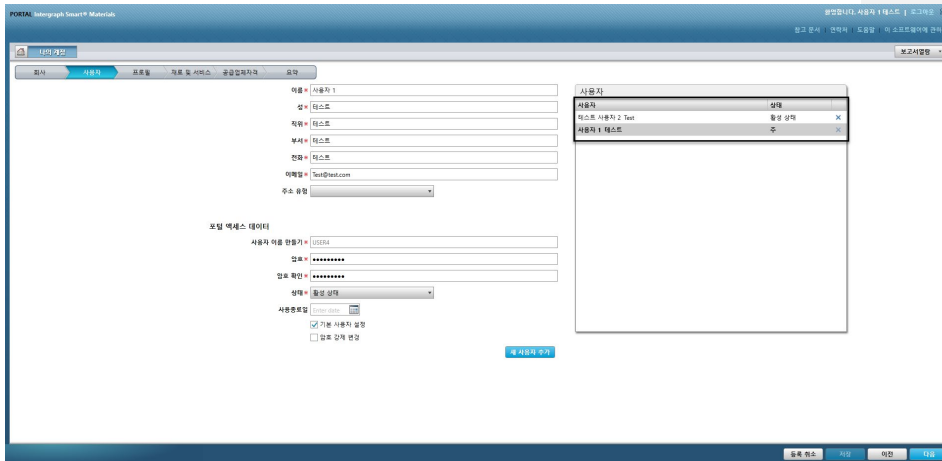 PORTAL Intergraph Smart® Materials
환영합니다, 사용자 1 테스트 | 로그아웃
참고 문서 | 연락처 | 도움말 | 이 소프트웨어에 관하
나의 계정
보고서열람
회사 사용자 프로필 재료 및 서비스 공급업체자격 요약
이름* 사용자 1
성* 테스트
직위* 테스트
부서* 테스트
전화* 테스트
이메일* Test@test.com
주소 유형
포털 액세스 데이터
사용자 이름 만들기* USER4
암호* •••••••••
암호 확인* •••••••••
상태* 활성 상태
사용종료일 Enter date
기본 사용자 설정
암호 강제 변경
새 사용자 추가
사용자
사용자 상태
테스트 사용자 2 Test 활성 상태 ×
사용자 1 테스트 주 ×
등록 취소 저장 이전 다음